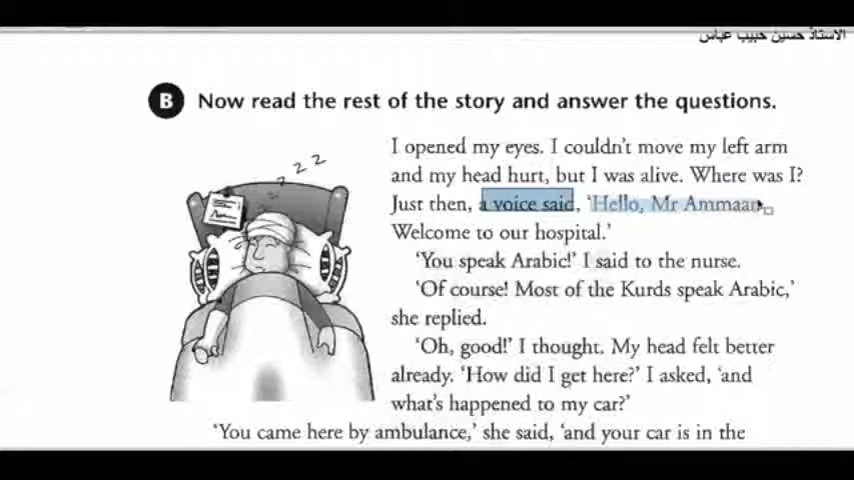 الاستاذ حسين حبيب عباس
B Now read the rest of the story and answer the questions.
I opened my eyes. I couldn't move my left arm
and my head hurt, but I was alive. Where was I?
Just then, a voice said, 'Hello, Mr Ammaar.
Welcome to our hospital.'
'You speak Arabic!' I said to the nurse.
'Of course! Most of the Kurds speak Arabic,'
she replied.
'Oh, good!' I thought. My head felt better
already. 'How did I get here?' I asked, 'and
what's happened to my car?'
'You came here by ambulance,' she said, 'and your car is in the
z z z